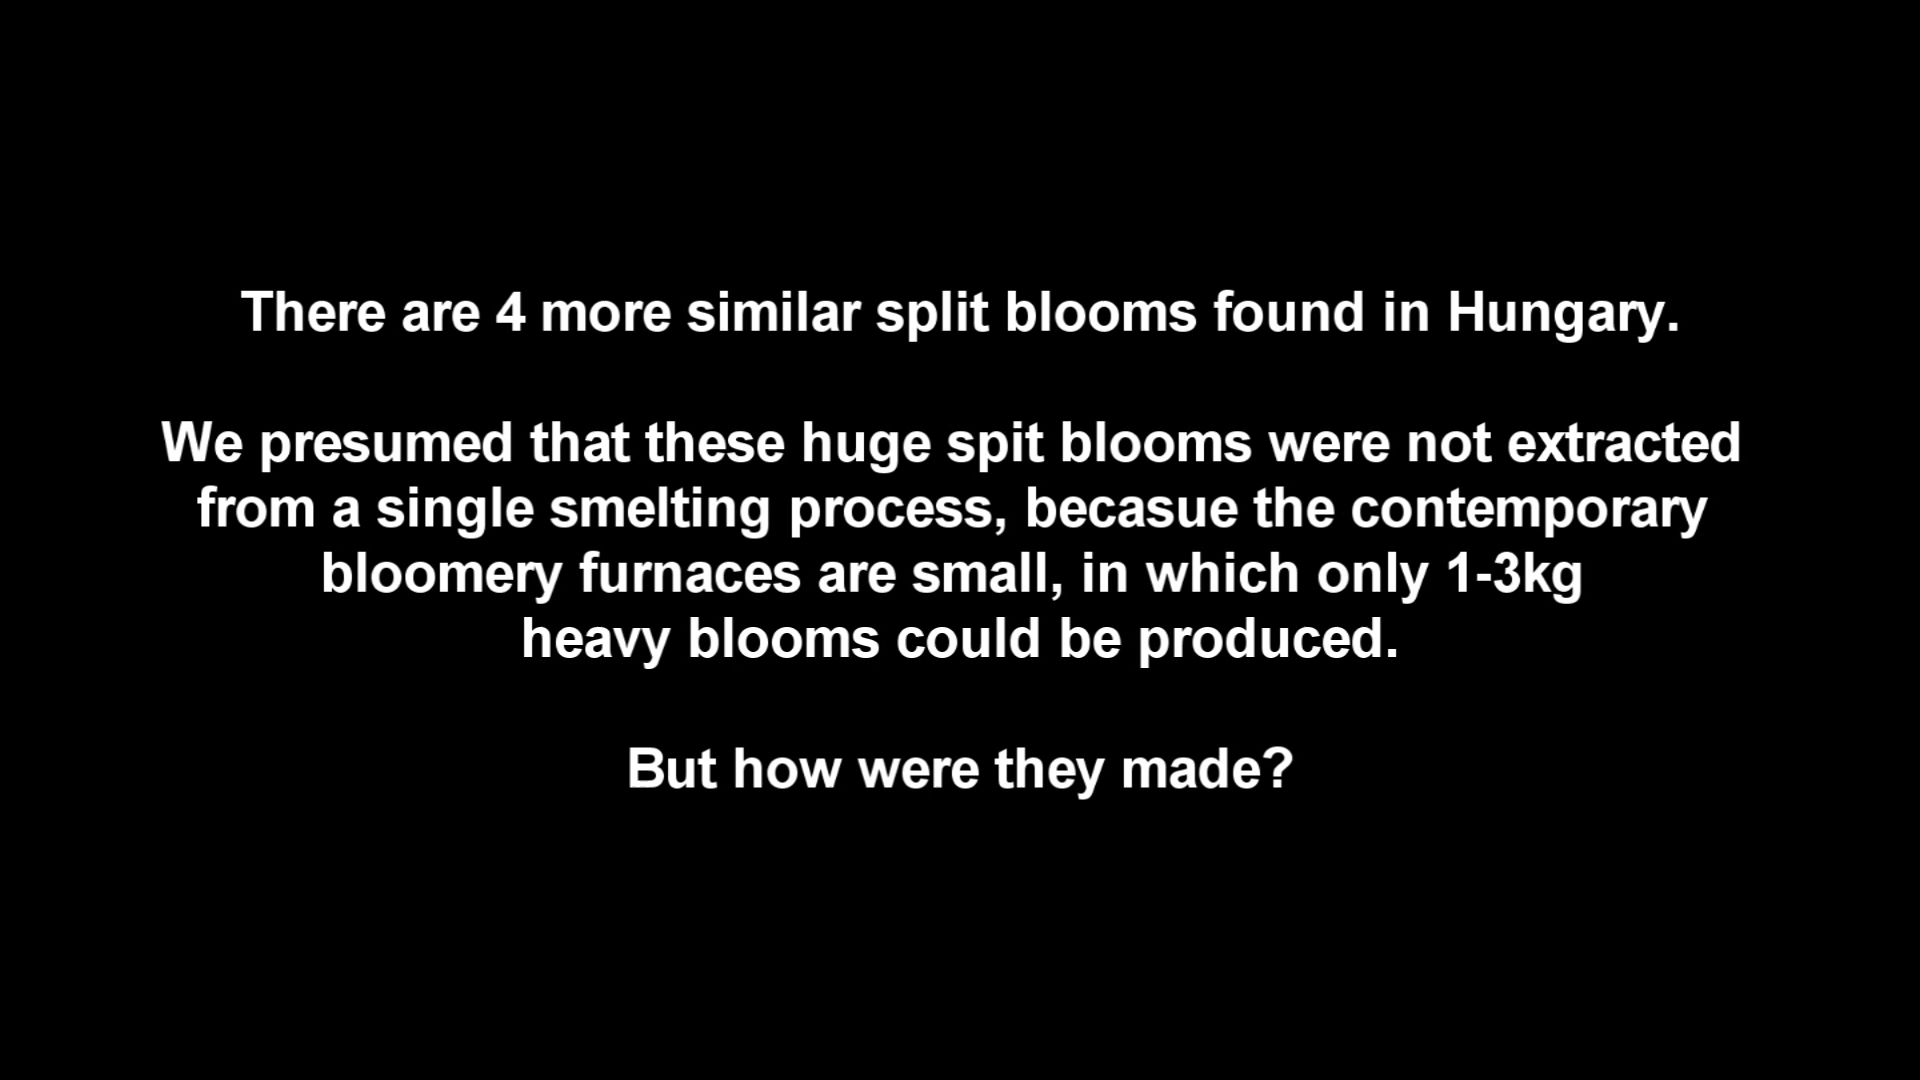 There are 4 more similar split blooms found in Hungary.
We presumed that these huge spit blooms were not extracted
from a single smelting process, becasue the contemporary
bloomery furnaces are small, in which only 1-3kg
heavy blooms could be produced.
But how were they made?